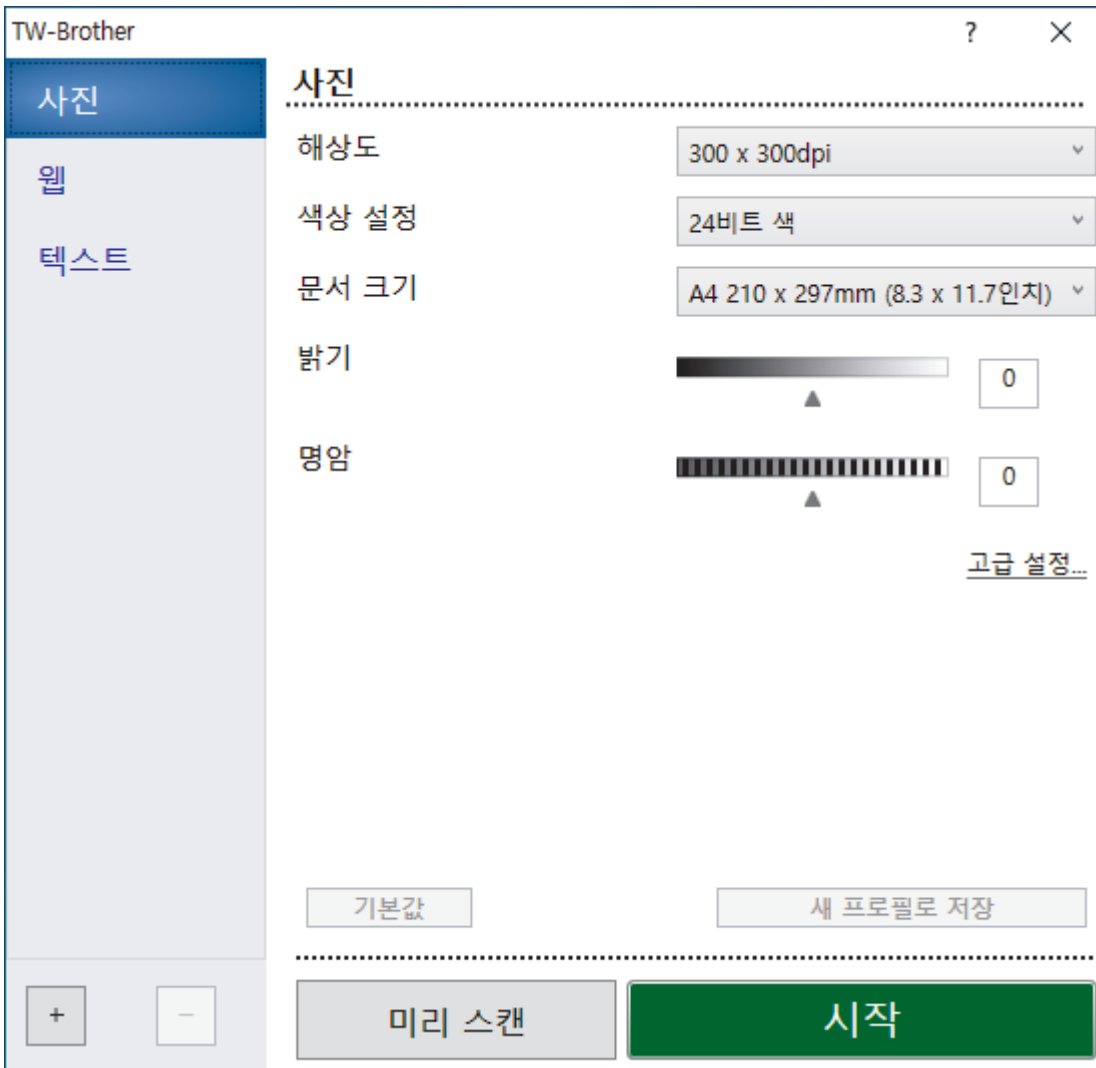 TW-Brother ?
사진
웹
텍스트
사진
해상도 300 x 300dpi
색상 설정 24비트 색
문서 크기 A4 210 x 297mm (8.3 x 11.7인치)
밝기 0
명암 0
고급 설정...
기본값 새 프로필로 저장
+ − 미리 스캔 시작